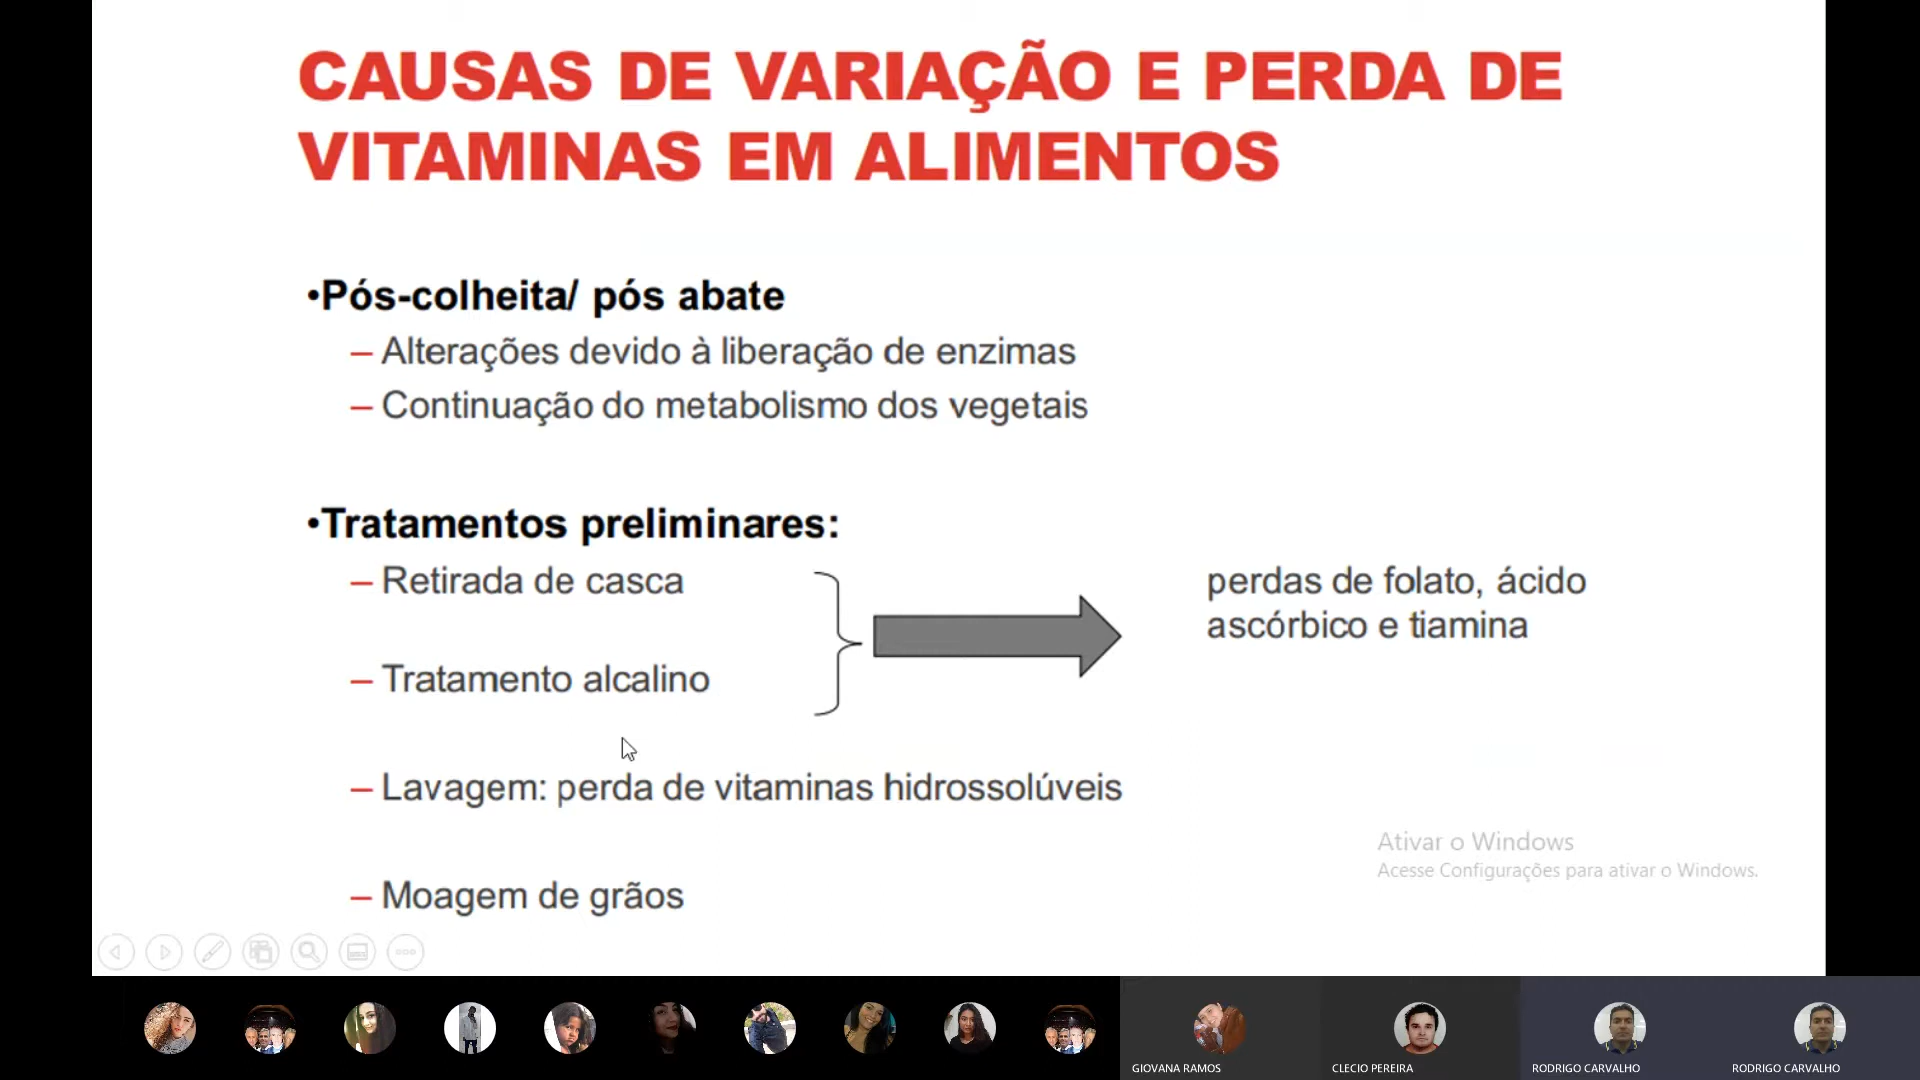 CAUSAS DE VARIAÇÃO E PERDA DE
VITAMINAS EM ALIMENTOS
•Pós-colheita/ pós abate
– Alterações devido à liberação de enzimas
– Continuação do metabolismo dos vegetais
•Tratamentos preliminares:
– Retirada de casca
perdas de folato, ácido
ascórbico e tiamina
– Tratamento alcalino
– Lavagem: perda de vitaminas hidrossolúveis
– Moagem de grãos
Ativar o Windows
Acesse Configurações para ativar o Windows.
GIOVANA RAMOS
CLECIO PEREIRA
RODRIGO CARVALHO
RODRIGO CARVALHO